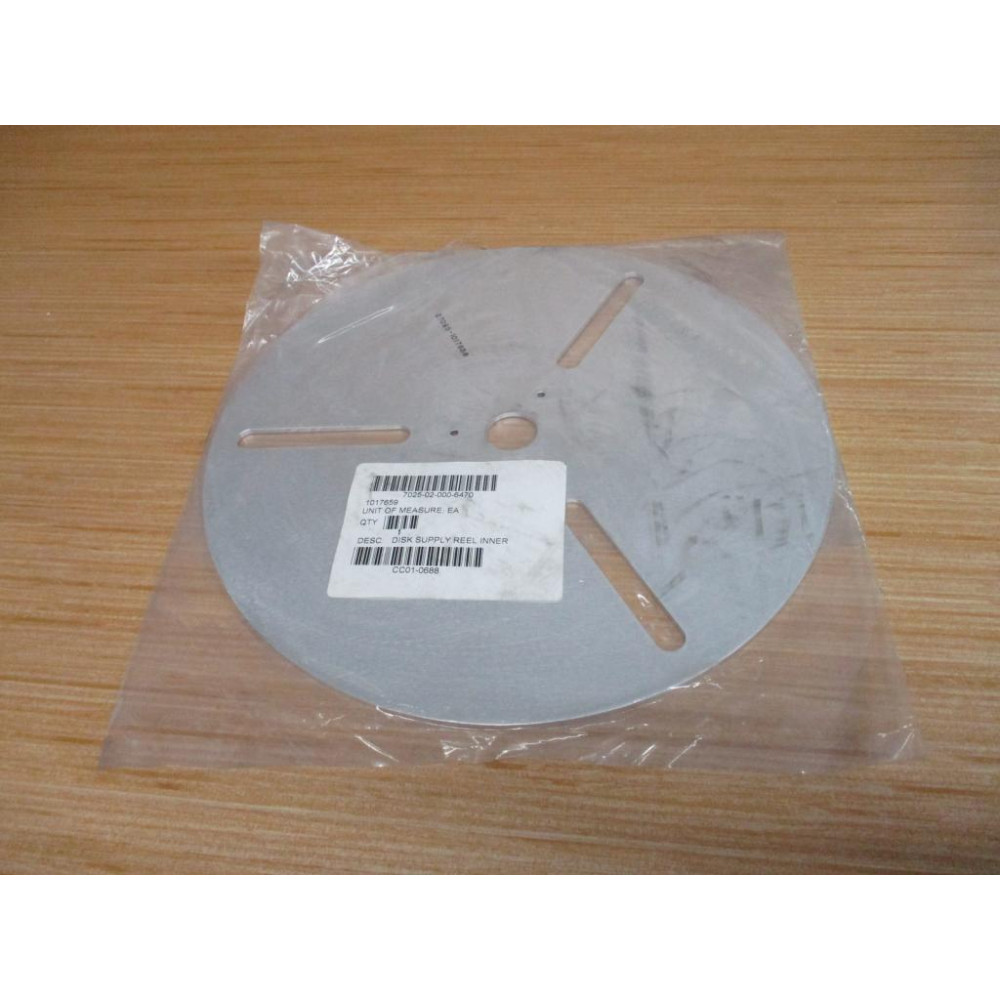 7025-02-000-6470
1017659
UNIT OF MEASURE: EA
QTY
1
DESC. DISK SUPPLY REEL INNER
CC01-0688